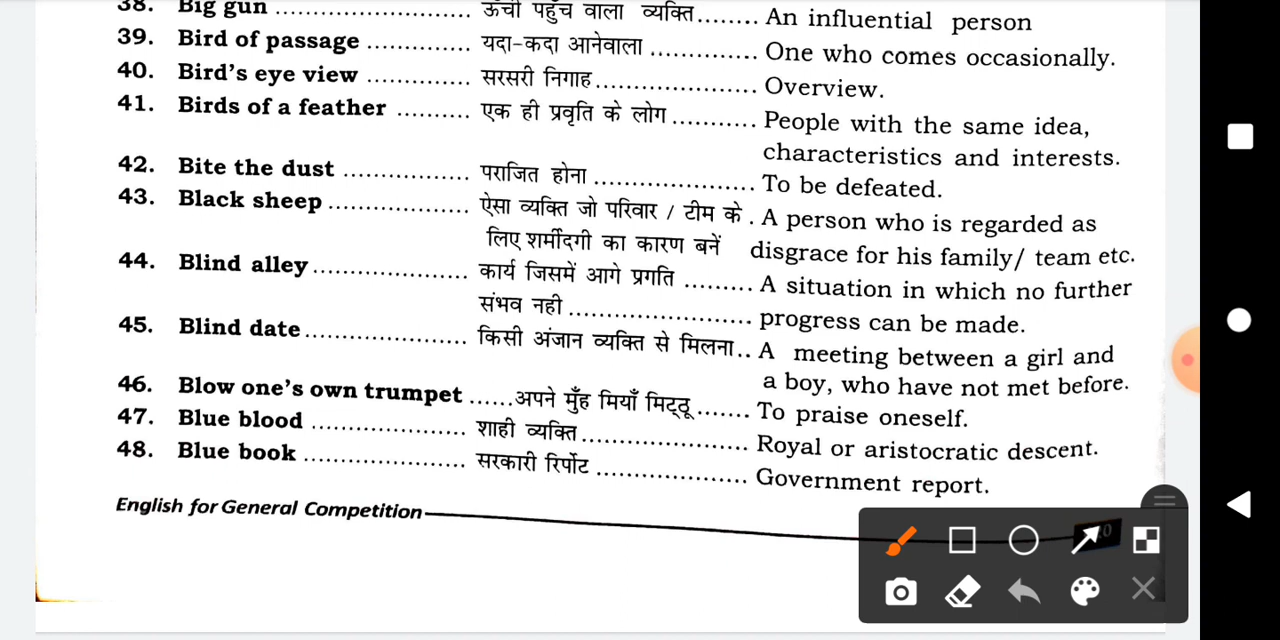 38. Big gun ........................ ऊँची पहुँच वाला व्यक्ति........ An influential person
39. Bird of passage ............. यदा-कदा आनेवाला ............. One who comes occasionally.
40. Bird's eye view ............. सरसरी निगाह.................... Overview.
41. Birds of a feather .......... एक ही प्रवृति के लोग .......... People with the same idea,
characteristics and interests.
42. Bite the dust ................ पराजित होना .................... To be defeated.
43. Black sheep .................. ऐसा व्यक्ति जो परिवार / टीम के . A person who is regarded as
लिए शर्मीदगी का कारण बनें disgrace for his family/ team etc.
44. Blind alley.................... कार्य जिसमें आगे प्रगति ......... A situation in which no further
संभव नही ....................... progress can be made.
45. Blind date..................... किसी अंजान व्यक्ति से मिलना.. A meeting between a girl and
a boy, who have not met before.
46. Blow one's own trumpet ......अपने मुँह मियाँ मिट्ठू....... To praise oneself.
47. Blue blood .................... शाही व्यक्ति..................... Royal or aristocratic descent.
48. Blue book ..................... सरकारी रिर्पोट ................... Government report.
English for General Competition